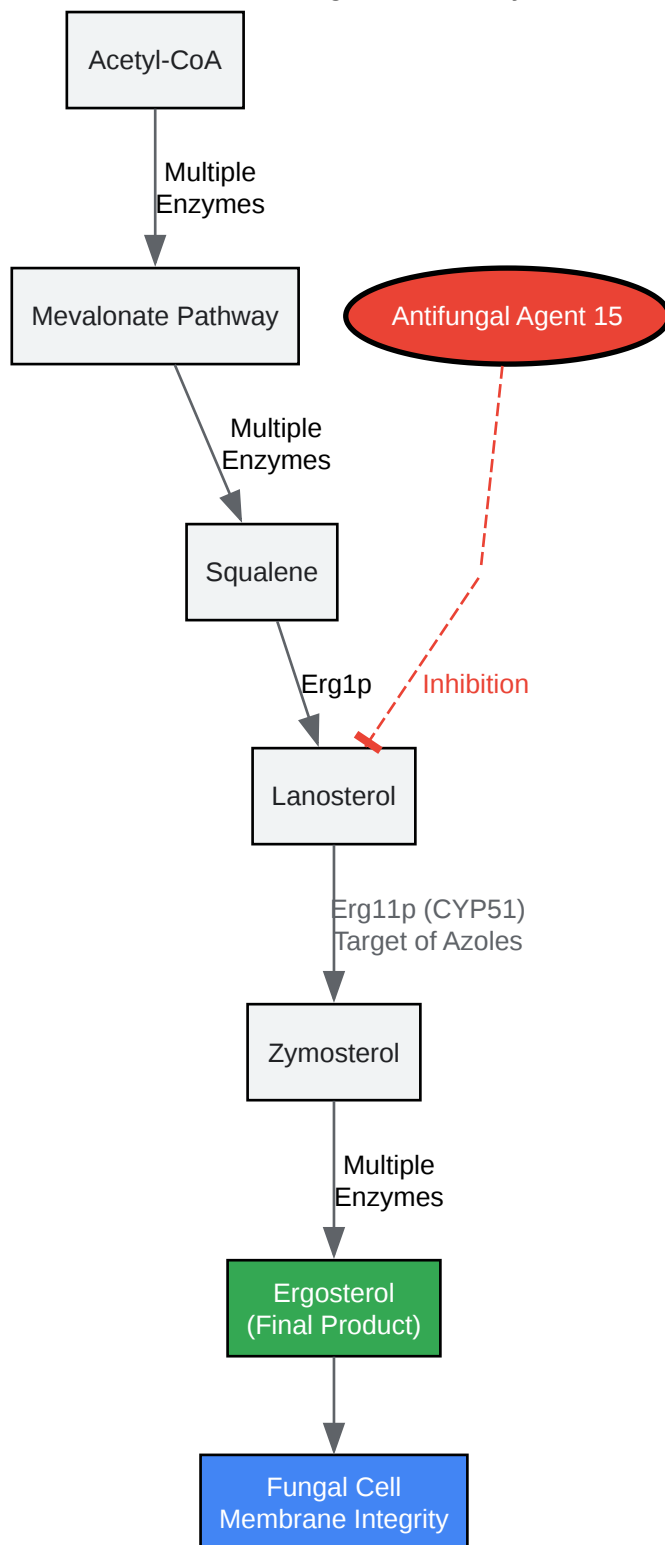 Acetyl-CoA
Multiple
Enzymes
Mevalonate Pathway
Antifungal Agent 15
Multiple
Enzymes
Squalene
Erg1p
Inhibition
Lanosterol
Erg11p (CYP51)
Target of Azoles
Zymosterol
Multiple
Enzymes
Ergosterol
(Final Product)
Fungal Cell
Membrane Integrity